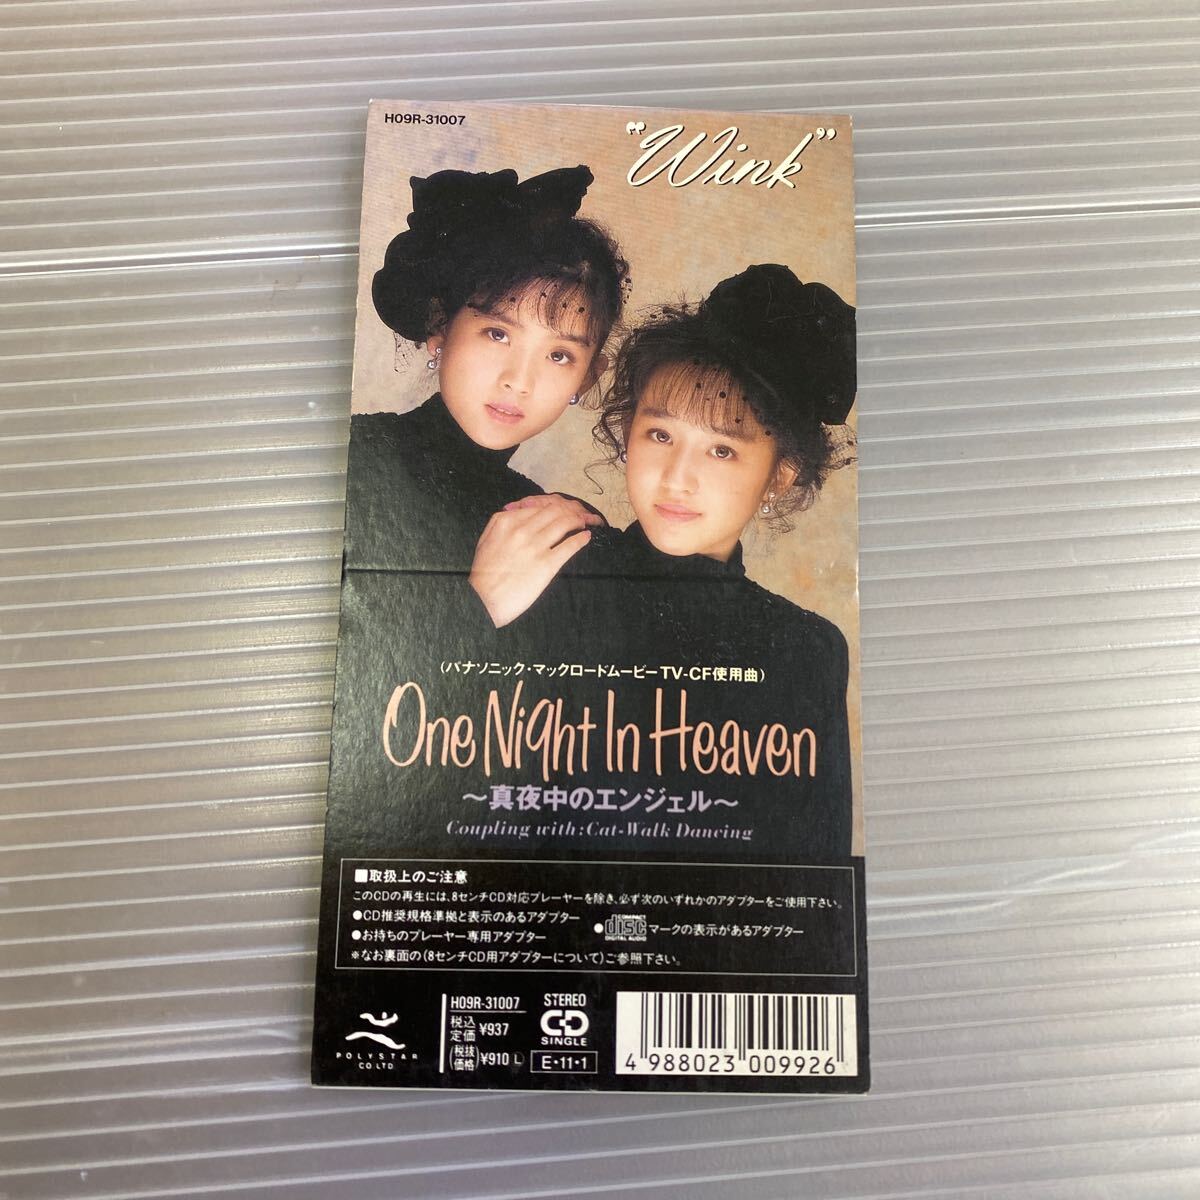 H09R-31007
"Wink"
(パナソニック・マックロードムービーTV-CF使用曲)
One Night In Heaven
〜真夜中のエンジェル〜
Coupling with: Cat-Walk Dancing
■取扱上のご注意
このCDの再生には、8センチCD対応プレーヤーを除き、必ず次のいずれかのアダプターをご使用下さい。
●CD推奨規格準拠と表示のあるアダプター
●お持ちのプレーヤー専用アダプター
●COMPACT disc DIGITAL AUDIO マークの表示があるアダプター
※なお裏面の(8センチCD用アダプターについて)ご参照下さい。
POLYSTAR
CO.LTD
H09R-31007
税込定価 ¥937
(税抜価格) ¥910 L
STEREO
CD
SINGLE
E・11・1
4 988023 009926